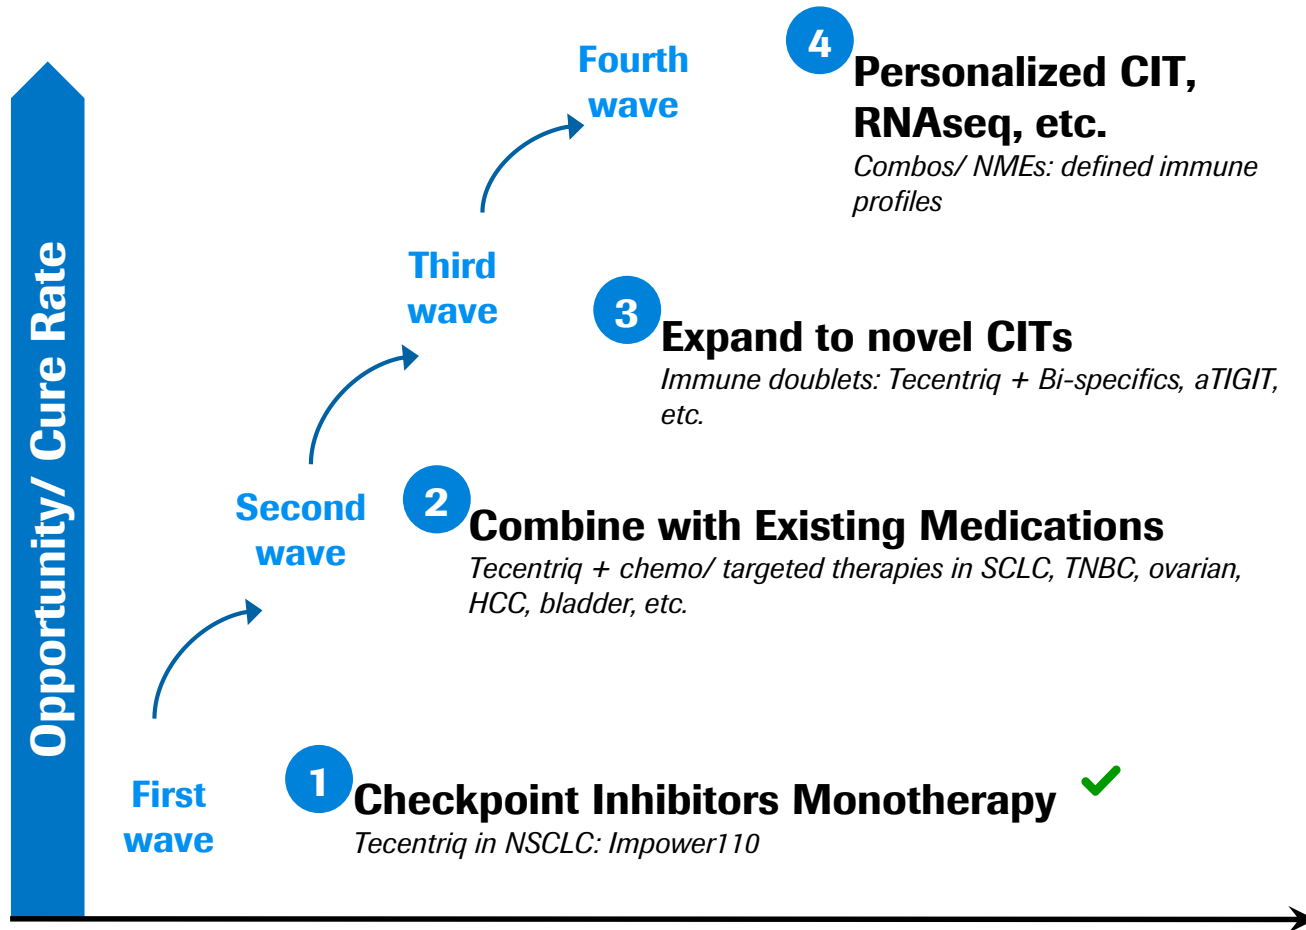 Opportunity/ Cure Rate
Fourth
wave
4
Personalized CIT,
RNAseq, etc.
Combos/ NMEs: defined immune
profiles
Third
wave
3
Expand to novel CITs
Immune doublets: Tecentriq + Bi-specifics, aTIGIT,
etc.
Second
wave
2
Combine with Existing Medications
Tecentriq + chemo/ targeted therapies in SCLC, TNBC, ovarian,
HCC, bladder, etc.
First
wave
1
Checkpoint Inhibitors Monotherapy
Tecentriq in NSCLC: Impower110